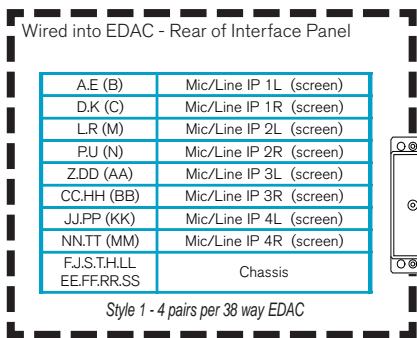 Wired into EDAC - Rear of Interface Panel
A.E (B) Mic/Line IP 1L (screen)
D.K (C) Mic/Line IP 1R (screen)
L.R (M) Mic/Line IP 2L (screen)
P.U (N) Mic/Line IP 2R (screen)
Z.DD (AA) Mic/Line IP 3L (screen)
CC.HH (BB) Mic/Line IP 3R (screen)
JJ.PP (KK) Mic/Line IP 4L (screen)
NN.TT (MM) Mic/Line IP 4R (screen)
F.J.S.T.H.LL
EE.FF.RR.SS Chassis
Style 1 - 4 pairs per 38 way EDAC